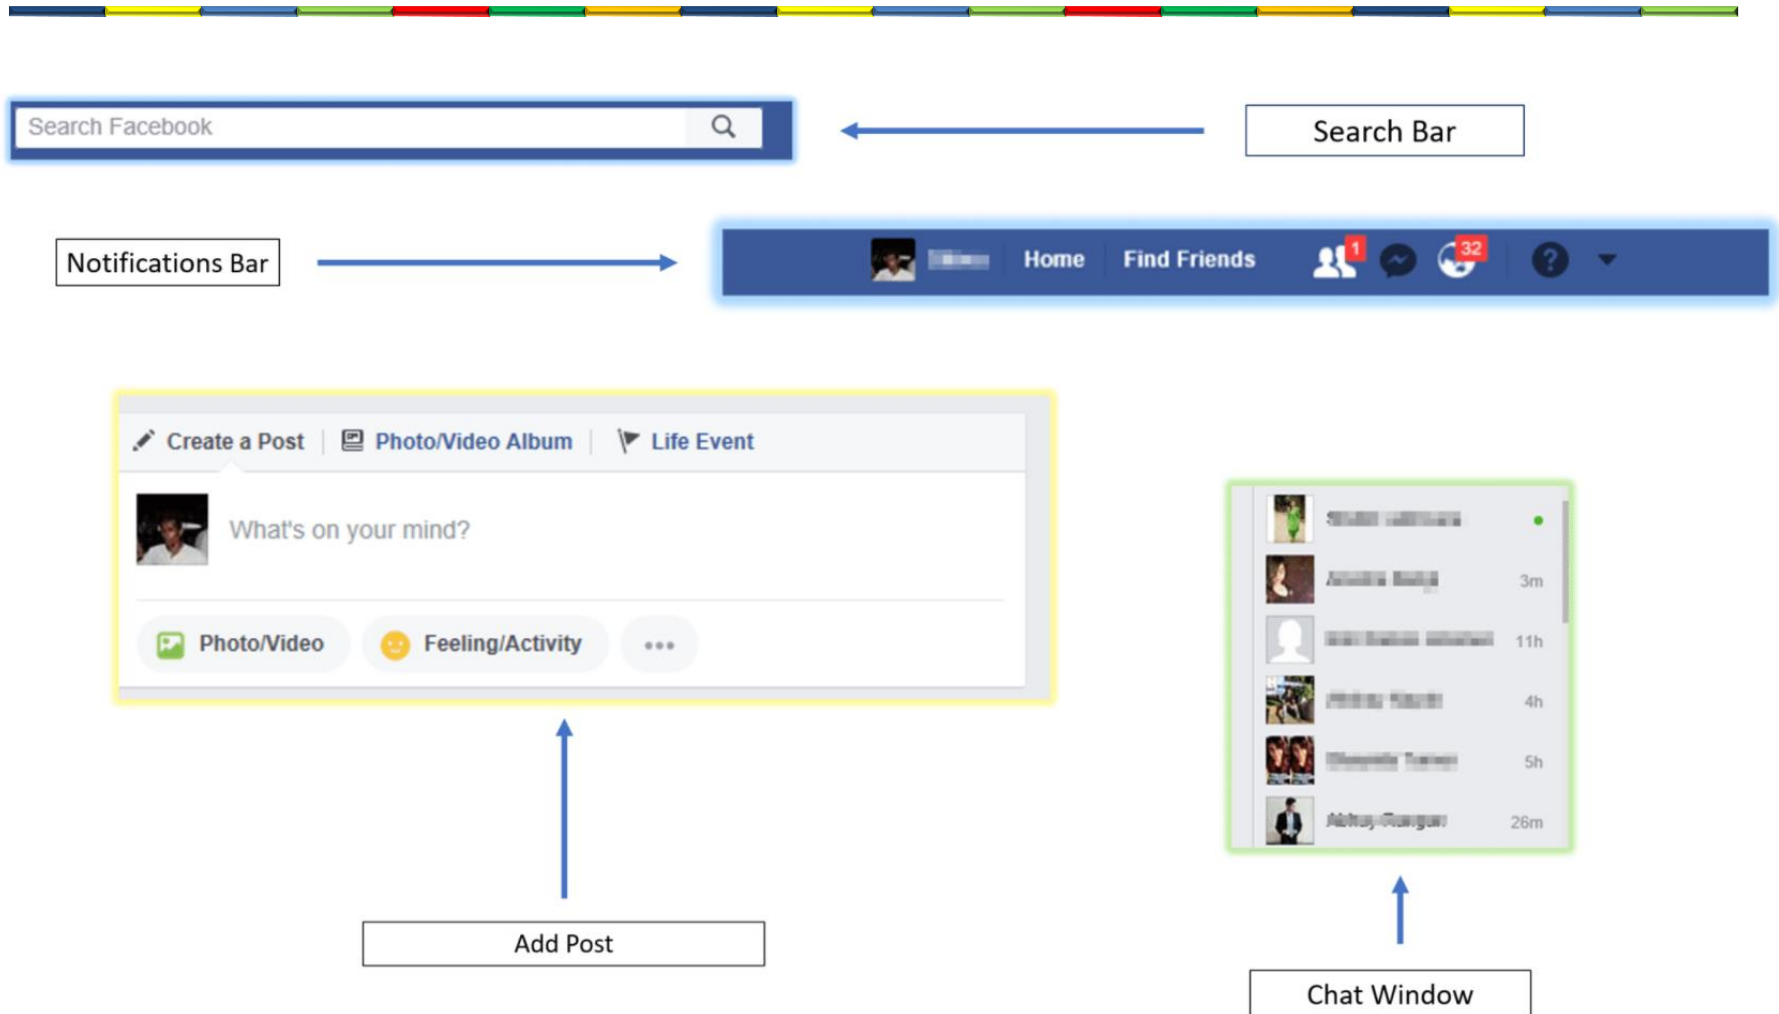 Search Facebook
Search Bar
Notifications Bar
Home
Find Friends
1
32
?
Create a Post
Photo/Video Album
Life Event
What's on your mind?
Photo/Video
Feeling/Activity
3m
11h
4h
5h
26m
Add Post
Chat Window